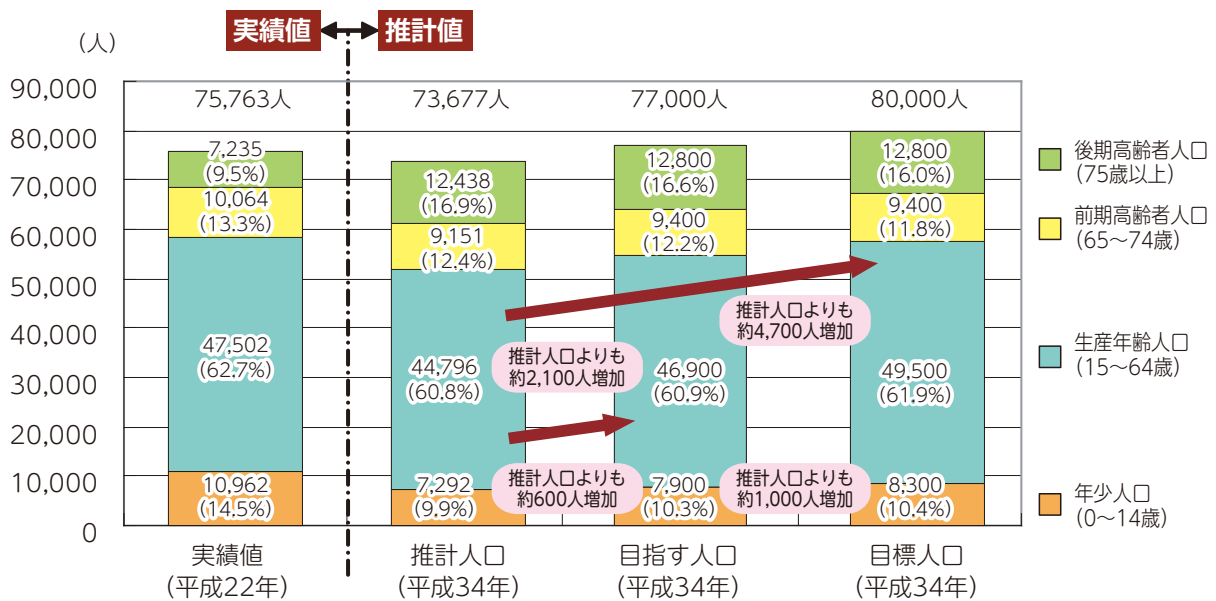 実績値
推計値
(人)
90,000
80,000
70,000
60,000
50,000
40,000
30,000
20,000
10,000
0
75,763人
7,235
(9.5%)
10,064
(13.3%)
47,502
(62.7%)
10,962
(14.5%)
実績値
(平成22年)
73,677人
12,438
(16.9%)
9,151
(12.4%)
44,796
(60.8%)
7,292
(9.9%)
推計人口
(平成34年)
推計人口よりも
約2,100人増加
推計人口よりも
約600人増加
77,000人
12,800
(16.6%)
9,400
(12.2%)
46,900
(60.9%)
7,900
(10.3%)
目指す人口
(平成34年)
推計人口よりも
約4,700人増加
推計人口よりも
約1,000人増加
80,000人
12,800
(16.0%)
9,400
(11.8%)
49,500
(61.9%)
8,300
(10.4%)
目標人口
(平成34年)
後期高齢者人口
(75歳以上)
前期高齢者人口
(65～74歳)
生産年齢人口
(15～64歳)
年少人口
(0～14歳)